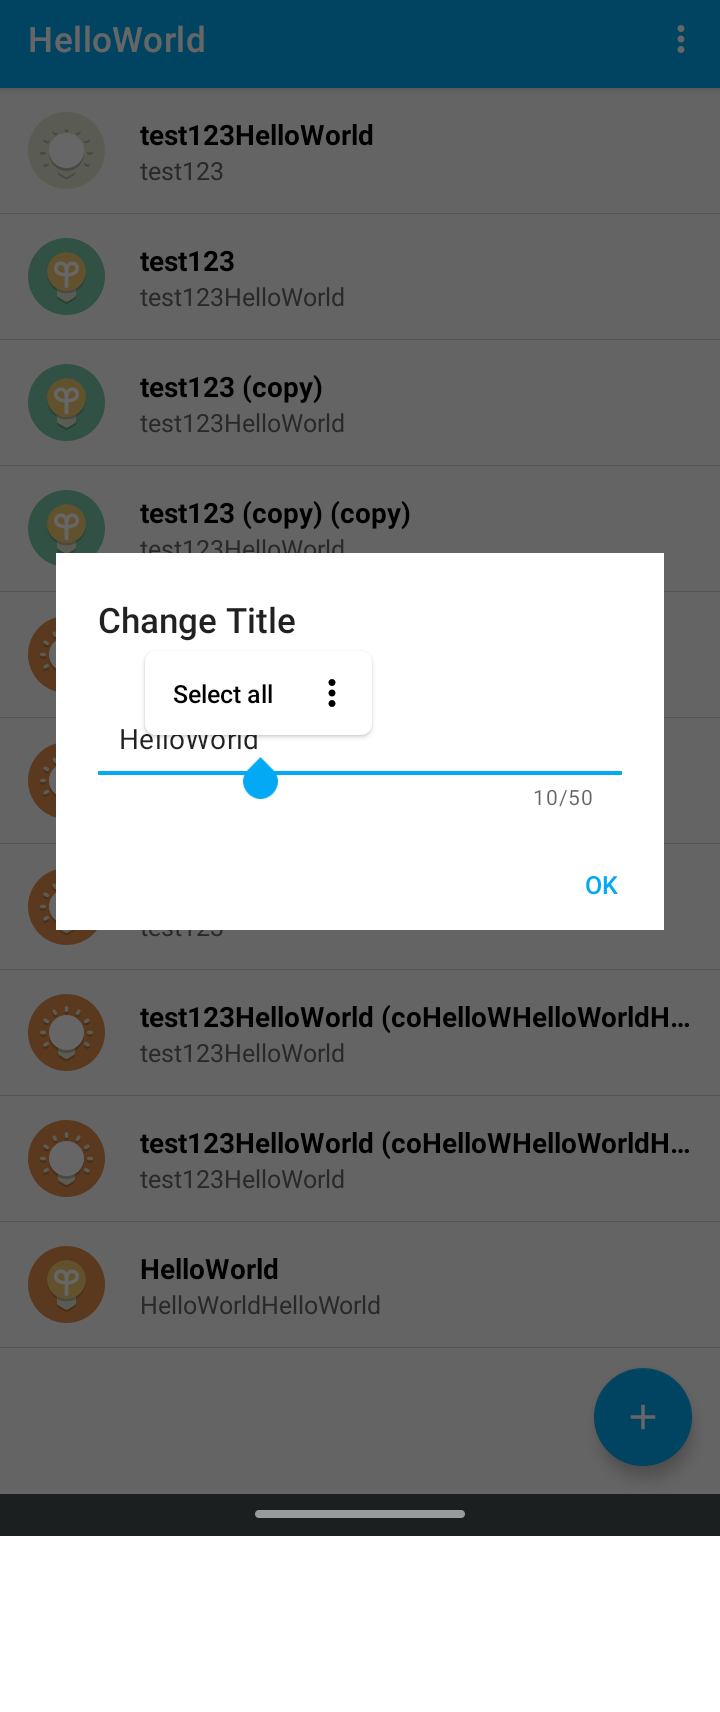 HelloWorld
test123HelloWorld
test123
test123
test123HelloWorld
test123 (copy)
test123HelloWorld
test123 (copy) (copy)
test123HelloWorld
Change Title
Select all
HelloWorld
10/50
OK
test123
test123HelloWorld (coHelloWHelloWorldH...
test123HelloWorld
test123HelloWorld (coHelloWHelloWorldH...
test123HelloWorld
HelloWorld
HelloWorldHelloWorld